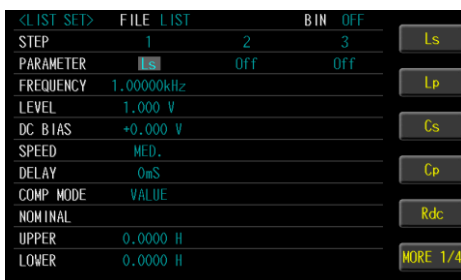 <LIST SET> FILE LIST BIN OFF
STEP 1 2 3
PARAMETER Ls Off Off
FREQUENCY 1.00000kHz
LEVEL 1.000 V
DC BIAS +0.000 V
SPEED MED.
DELAY 0mS
COMP MODE VALUE
NOMINAL
UPPER 0.0000 H
LOWER 0.0000 H
Ls
Lp
Cs
Cp
Rdc
MORE 1/4